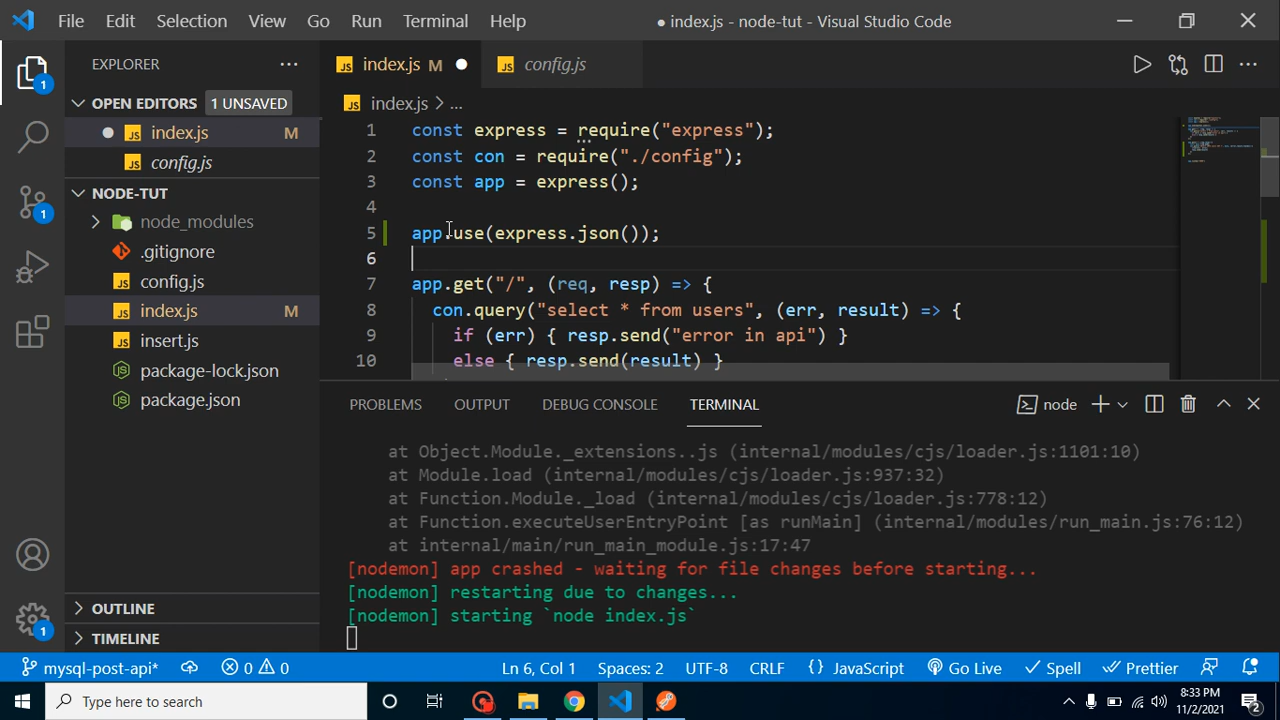 File Edit Selection View Go Run Terminal Help ● index.js - node-tut - Visual Studio Code
EXPLORER
index.js M
config.js
OPEN EDITORS 1 UNSAVED
index.js > ...
index.js M
config.js
NODE-TUT
node_modules
.gitignore
config.js
index.js M
insert.js
package-lock.json
package.json
OUTLINE
TIMELINE
1 const express = require("express");
2 const con = require("./config");
3 const app = express();
4
5 app.use(express.json());
6
7 app.get("/", (req, resp) => {
8 con.query("select * from users", (err, result) => {
9 if (err) { resp.send("error in api") }
10 else { resp.send(result) }
PROBLEMS OUTPUT DEBUG CONSOLE TERMINAL node
at Object.Module._extensions..js (internal/modules/cjs/loader.js:1101:10)
at Module.load (internal/modules/cjs/loader.js:937:32)
at Function.Module._load (internal/modules/cjs/loader.js:778:12)
at Function.executeUserEntryPoint [as runMain] (internal/modules/run_main.js:76:12)
at internal/main/run_main_module.js:17:47
[nodemon] app crashed - waiting for file changes before starting...
[nodemon] restarting due to changes...
[nodemon] starting `node index.js`
mysql-post-api* 0 0 Ln 6, Col 1 Spaces: 2 UTF-8 CRLF {} JavaScript Go Live Spell Prettier
Type here to search
8:33 PM
11/2/2021
2